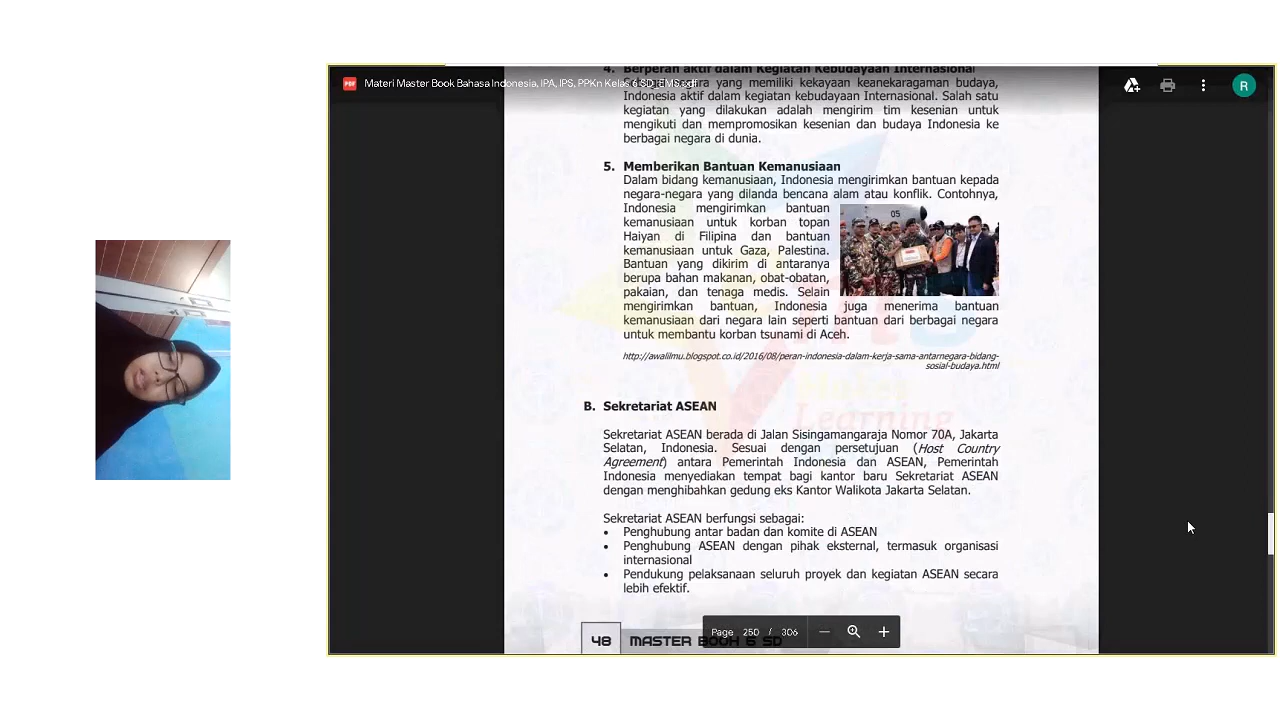 4. Berperan aktif dalam Kegiatan Kebudayaan Internasional
Materi Master Book Bahasa Indonesia, IPA, IPS, PPKn Kelas 6 SD
yang memiliki kekayaan keanekaragaman budaya,
R
Indonesia aktif dalam kegiatan kebudayaan Internasional. Salah satu
kegiatan yang dilakukan adalah mengirim tim kesenian untuk
mengikuti dan mempromosikan kesenian dan budaya Indonesia ke
berbagai negara di dunia.
5. Memberikan Bantuan Kemanusiaan
Dalam bidang kemanusiaan, Indonesia mengirimkan bantuan kepada
negara-negara yang dilanda bencana alam atau konflik. Contohnya,
Indonesia mengirimkan bantuan
kemanusiaan untuk korban topan
Haiyan di Filipina dan bantuan
kemanusiaan untuk Gaza, Palestina.
Bantuan yang dikirim di antaranya
berupa bahan makanan, obat-obatan,
pakaian, dan tenaga medis. Selain
05
mengirimkan bantuan, Indonesia juga menerima bantuan
kemanusiaan dari negara lain seperti bantuan dari berbagai negara
untuk membantu korban tsunami di Aceh.
http://awalilmu.blogspot.co.id/2016/08/peran-indonesia-dalam-kerja-sama-antarnegara-bidang-
sosial-budaya.html
Learning
B. Sekretariat ASEAN
Sekretariat ASEAN berada di Jalan Sisingamangaraja Nomor 70A, Jakarta
Selatan, Indonesia. Sesuai dengan persetujuan (Host Country
Agreement) antara Pemerintah Indonesia dan ASEAN, Pemerintah
Indonesia menyediakan tempat bagi kantor baru Sekretariat ASEAN
dengan menghibahkan gedung eks Kantor Walikota Jakarta Selatan.
Sekretariat ASEAN berfungsi sebagai:
• Penghubung antar badan dan komite di ASEAN
• Penghubung ASEAN dengan pihak eksternal, termasuk organisasi
internasional
• Pendukung pelaksanaan seluruh proyek dan kegiatan ASEAN secara
lebih efektif.
Page 250 / 306
48 MASTER BOOK 6 SD